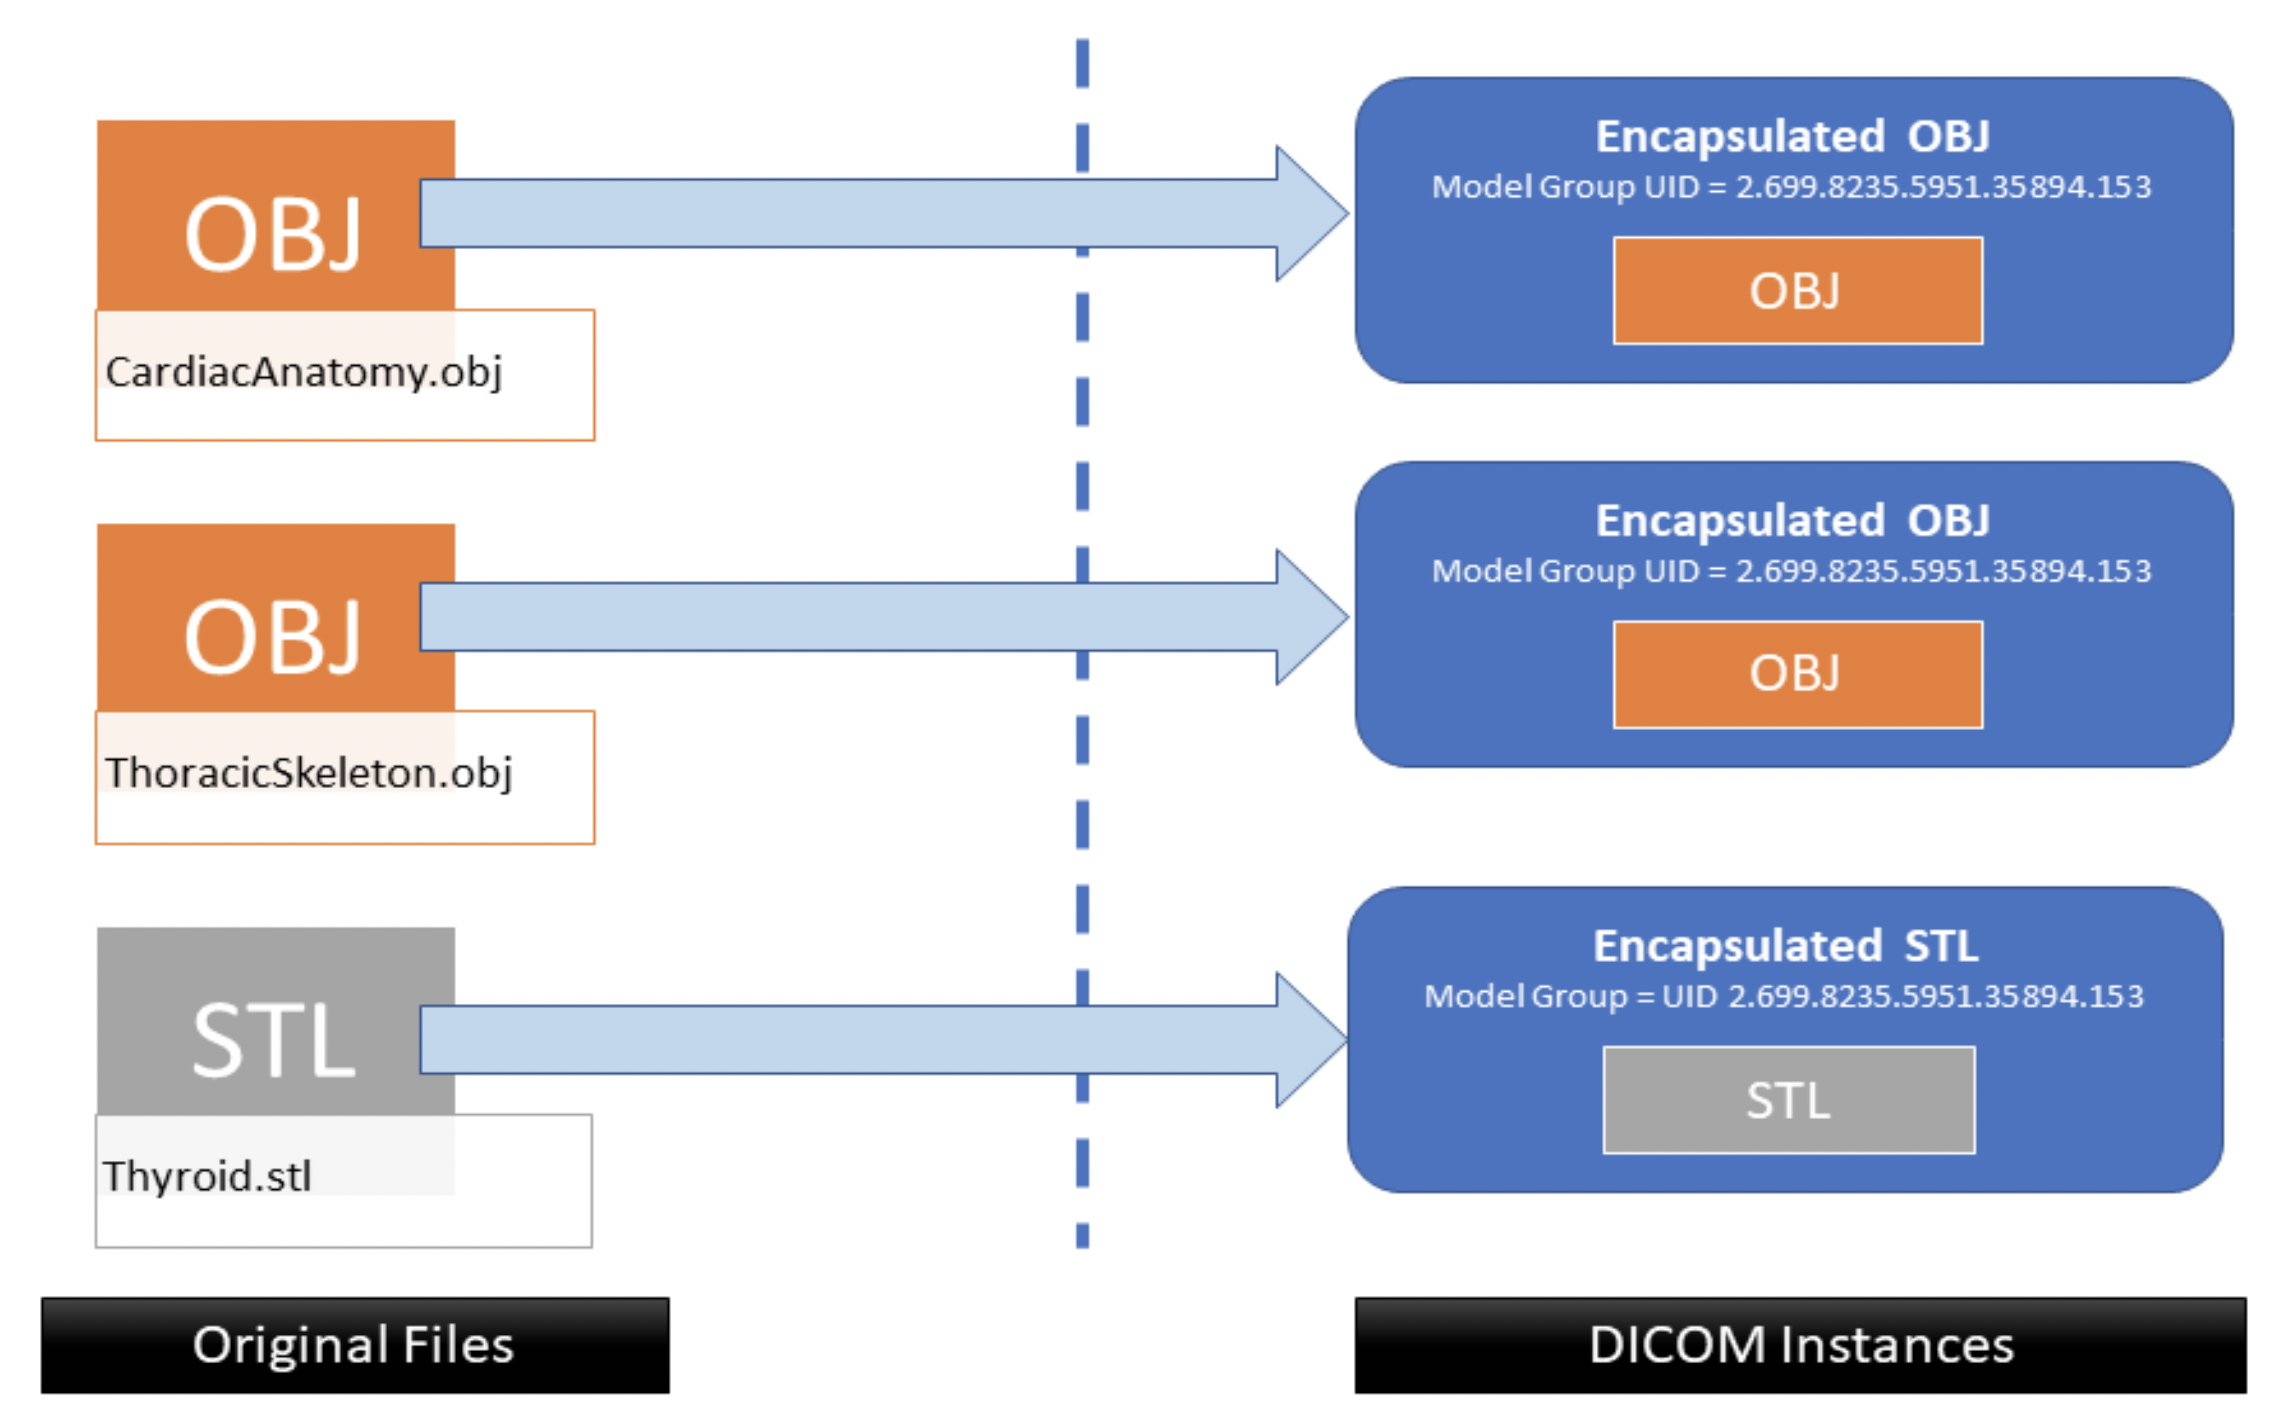 OBJ
CardiacAnatomy.obj
Encapsulated OBJ
Model Group UID = 2.699.8235.5951.35894.153
OBJ
OBJ
ThoracicSkeleton.obj
Encapsulated OBJ
Model Group UID = 2.699.8235.5951.35894.153
OBJ
STL
Thyroid.stl
Encapsulated STL
Model Group = UID 2.699.8235.5951.35894.153
STL
Original Files
DICOM Instances